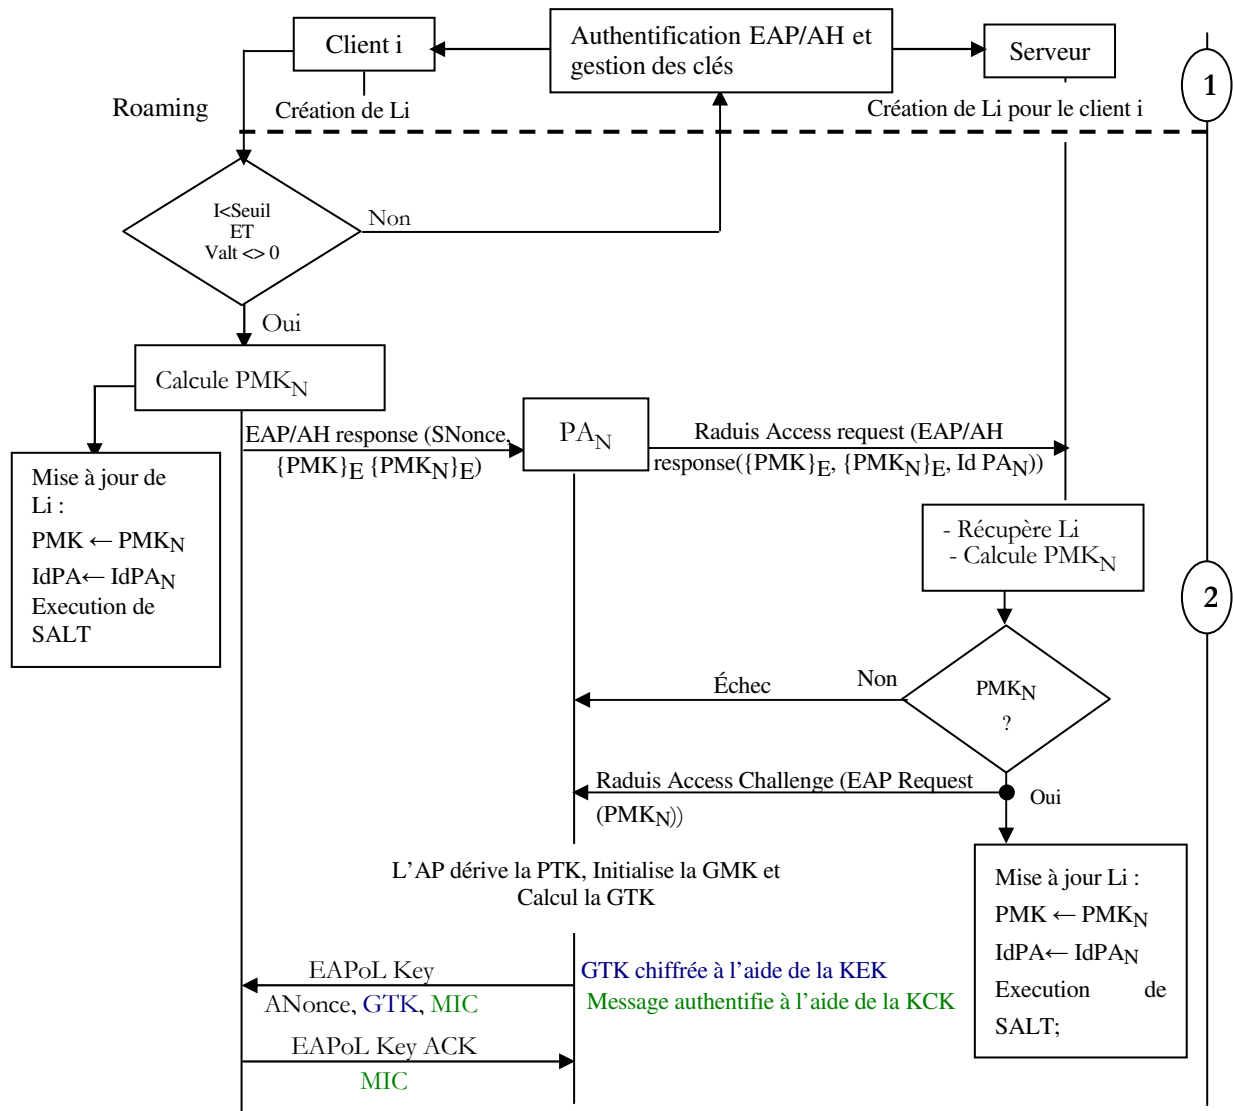 Client i
Authentification EAP/AH et
gestion des clés
Serveur
1
Roaming
Création de Li
Création de Li pour le client i
I<Seuil
ET
Valt <> 0
Non
Oui
Calcule PMKN
EAP/AH response (SNonce,
{PMK}E {PMKN}E)
PAN
Raduis Access request (EAP/AH
response({PMK}E, {PMKN}E, Id PAN))
Mise à jour de
Li :
PMK ← PMKN
IdPA← IdPAN
Execution de
SALT
- Récupère Li
- Calcule PMKN
2
Échec
Non
PMKN
?
Raduis Access Challenge (EAP Request
(PMKN))
Oui
L'AP dérive la PTK, Initialise la GMK et
Calcul la GTK
Mise à jour Li :
PMK ← PMKN
IdPA← IdPAN
Execution de
SALT;
EAPoL Key
ANonce, GTK, MIC
GTK chiffrée à l'aide de la KEK
Message authentifie à l'aide de la KCK
EAPoL Key ACK
MIC